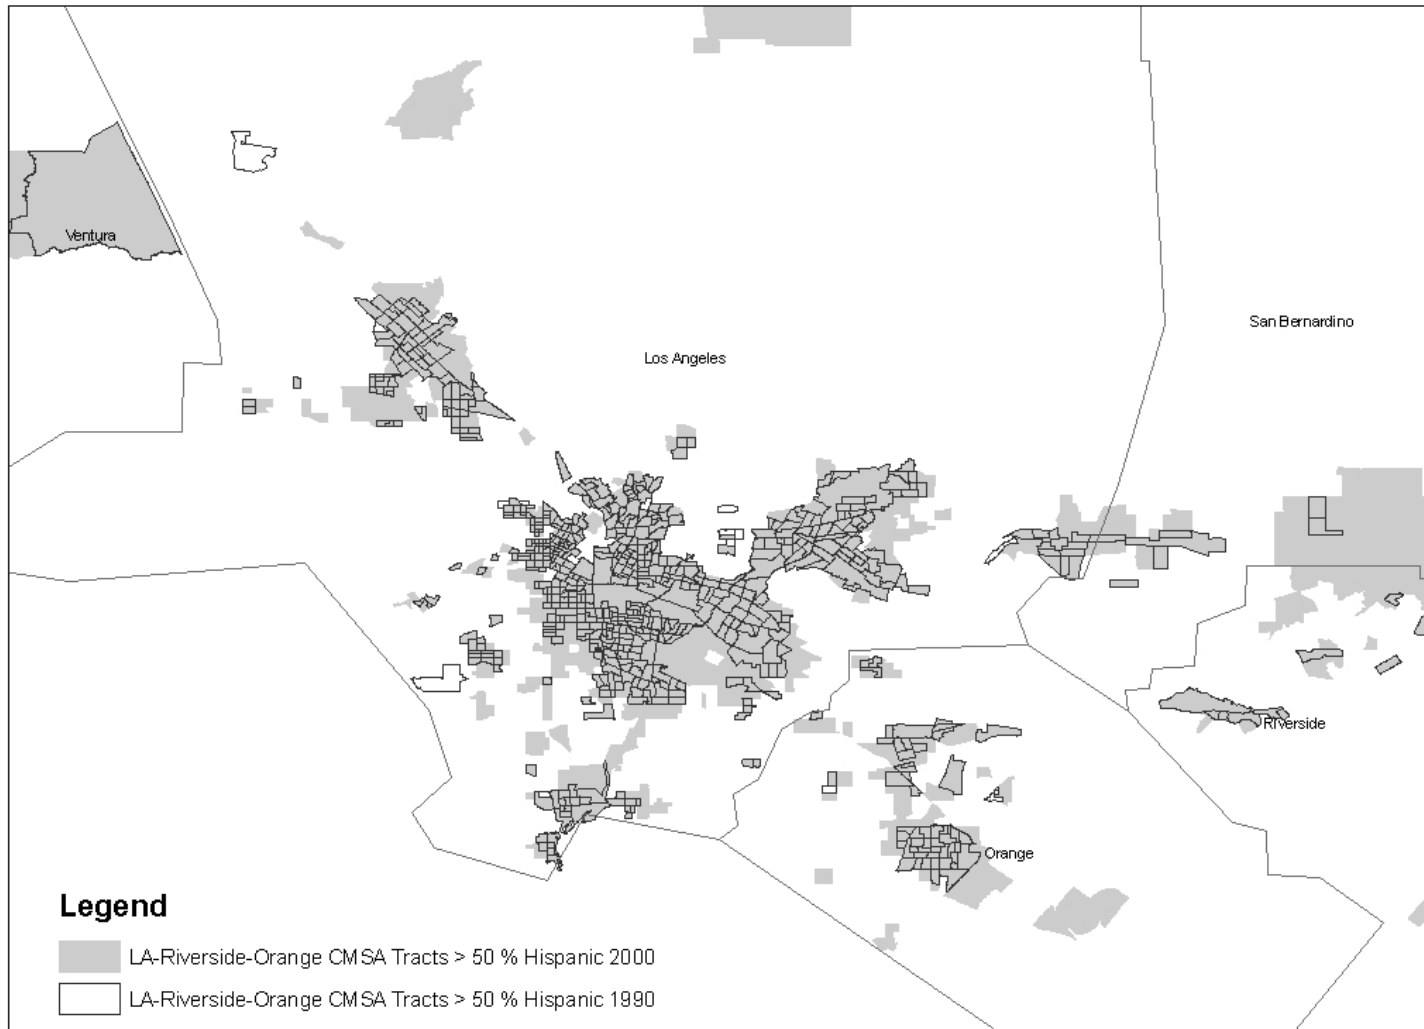 Ventura
San Bernardino
Los Angeles
Riverside
Orange
Legend
LA-Riverside-Orange CMSA Tracts > 50 % Hispanic 2000
LA-Riverside-Orange CMSA Tracts > 50 % Hispanic 1990